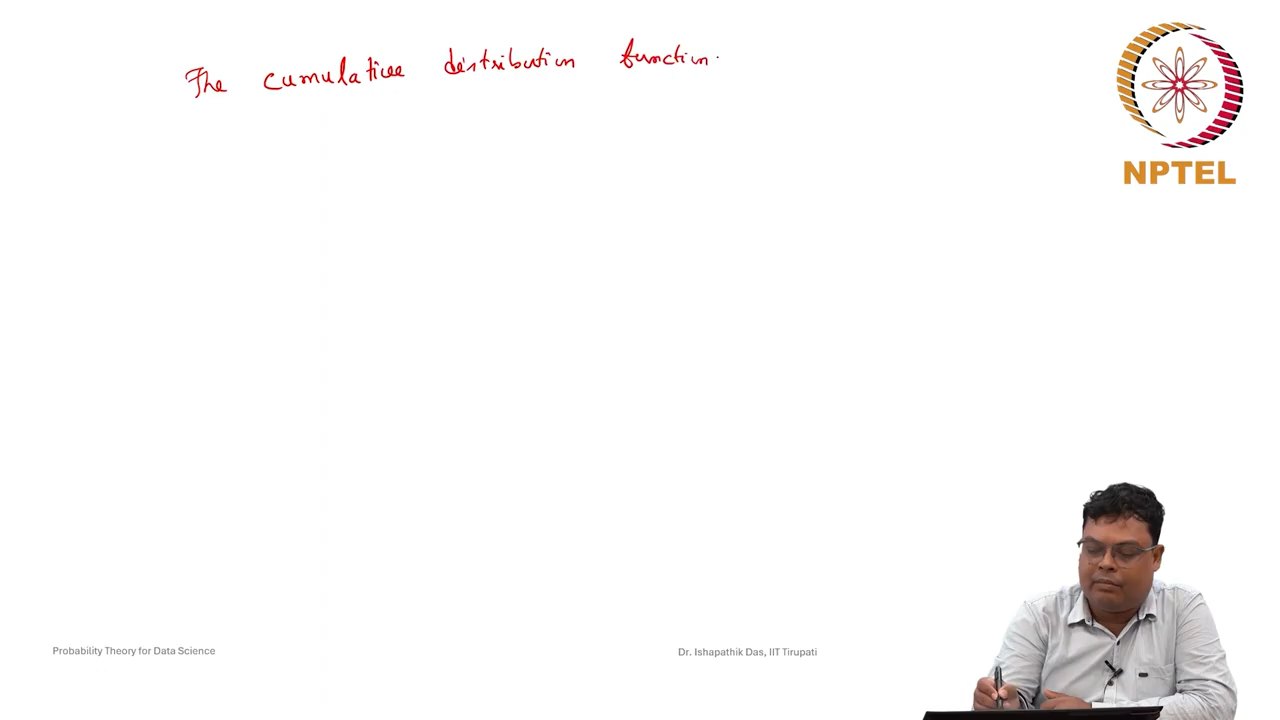 The cumulative distribution function.
NPTEL
Probability Theory for Data Science
Dr. Ishapathik Das, IIT Tirupati